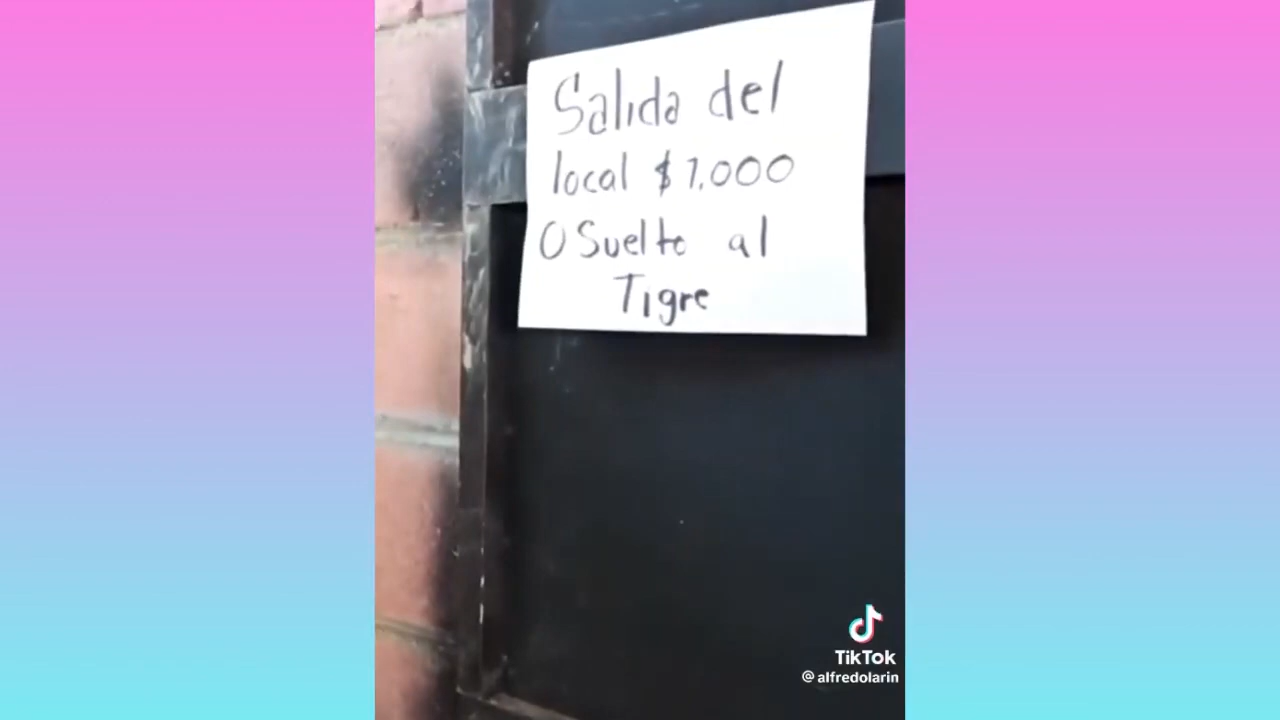 Salida del
local $1.000
O Suelto al
Tigre
TikTok
@alfredolarin